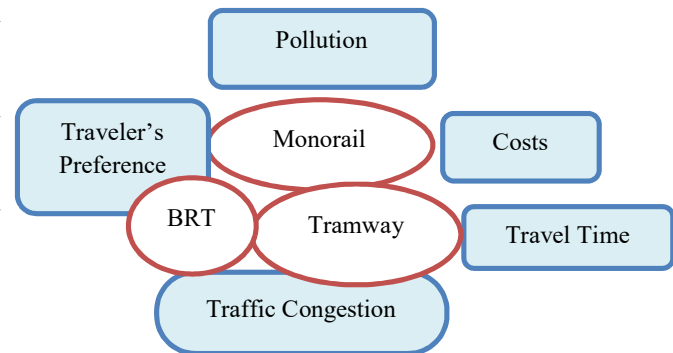 Pollution
Traveler’s
Preference
Monorail
Costs
BRT
Tramway
Travel Time
Traffic Congestion